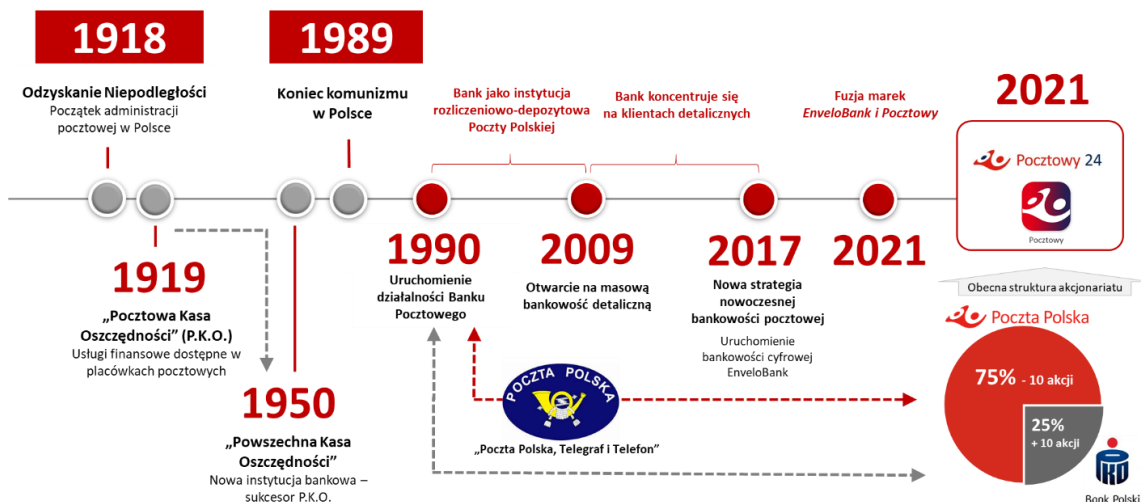 1918
Odzyskanie Niepodległości
Początek administracji
pocztowej w Polsce
1989
Koniec komunizmu
w Polsce
Bank jako instytucja
rozliczeniowo-depozytowa
Poczty Polskiej
Bank koncentruje się
na klientach detalicznych
Fuzja marek
EnveloBank i Pocztowy
2021
Pocztowy 24
Pocztowy
1919
„Pocztowa Kasa
Oszczędności” (P.K.O.)
Usługi finansowe dostępne w
placówkach pocztowych
1950
„Powszechna Kasa
Oszczędności”
Nowa instytucja bankowa –
sukcesor P.K.O.
1990
Uruchomienie
działalności Banku
Pocztowego
2009
Otwarcie na masową
bankowość detaliczną
2017
Nowa strategia
nowoczesnej
bankowości pocztowej
Uruchomienie
bankowości cyfrowej
EnveloBank
2021
POCZTA POLSKA
„Poczta Polska, Telegraf i Telefon”
Obecna struktura akcjonariatu
Poczta Polska
75% - 10 akcji
25%
+ 10 akcji
Bank Polski